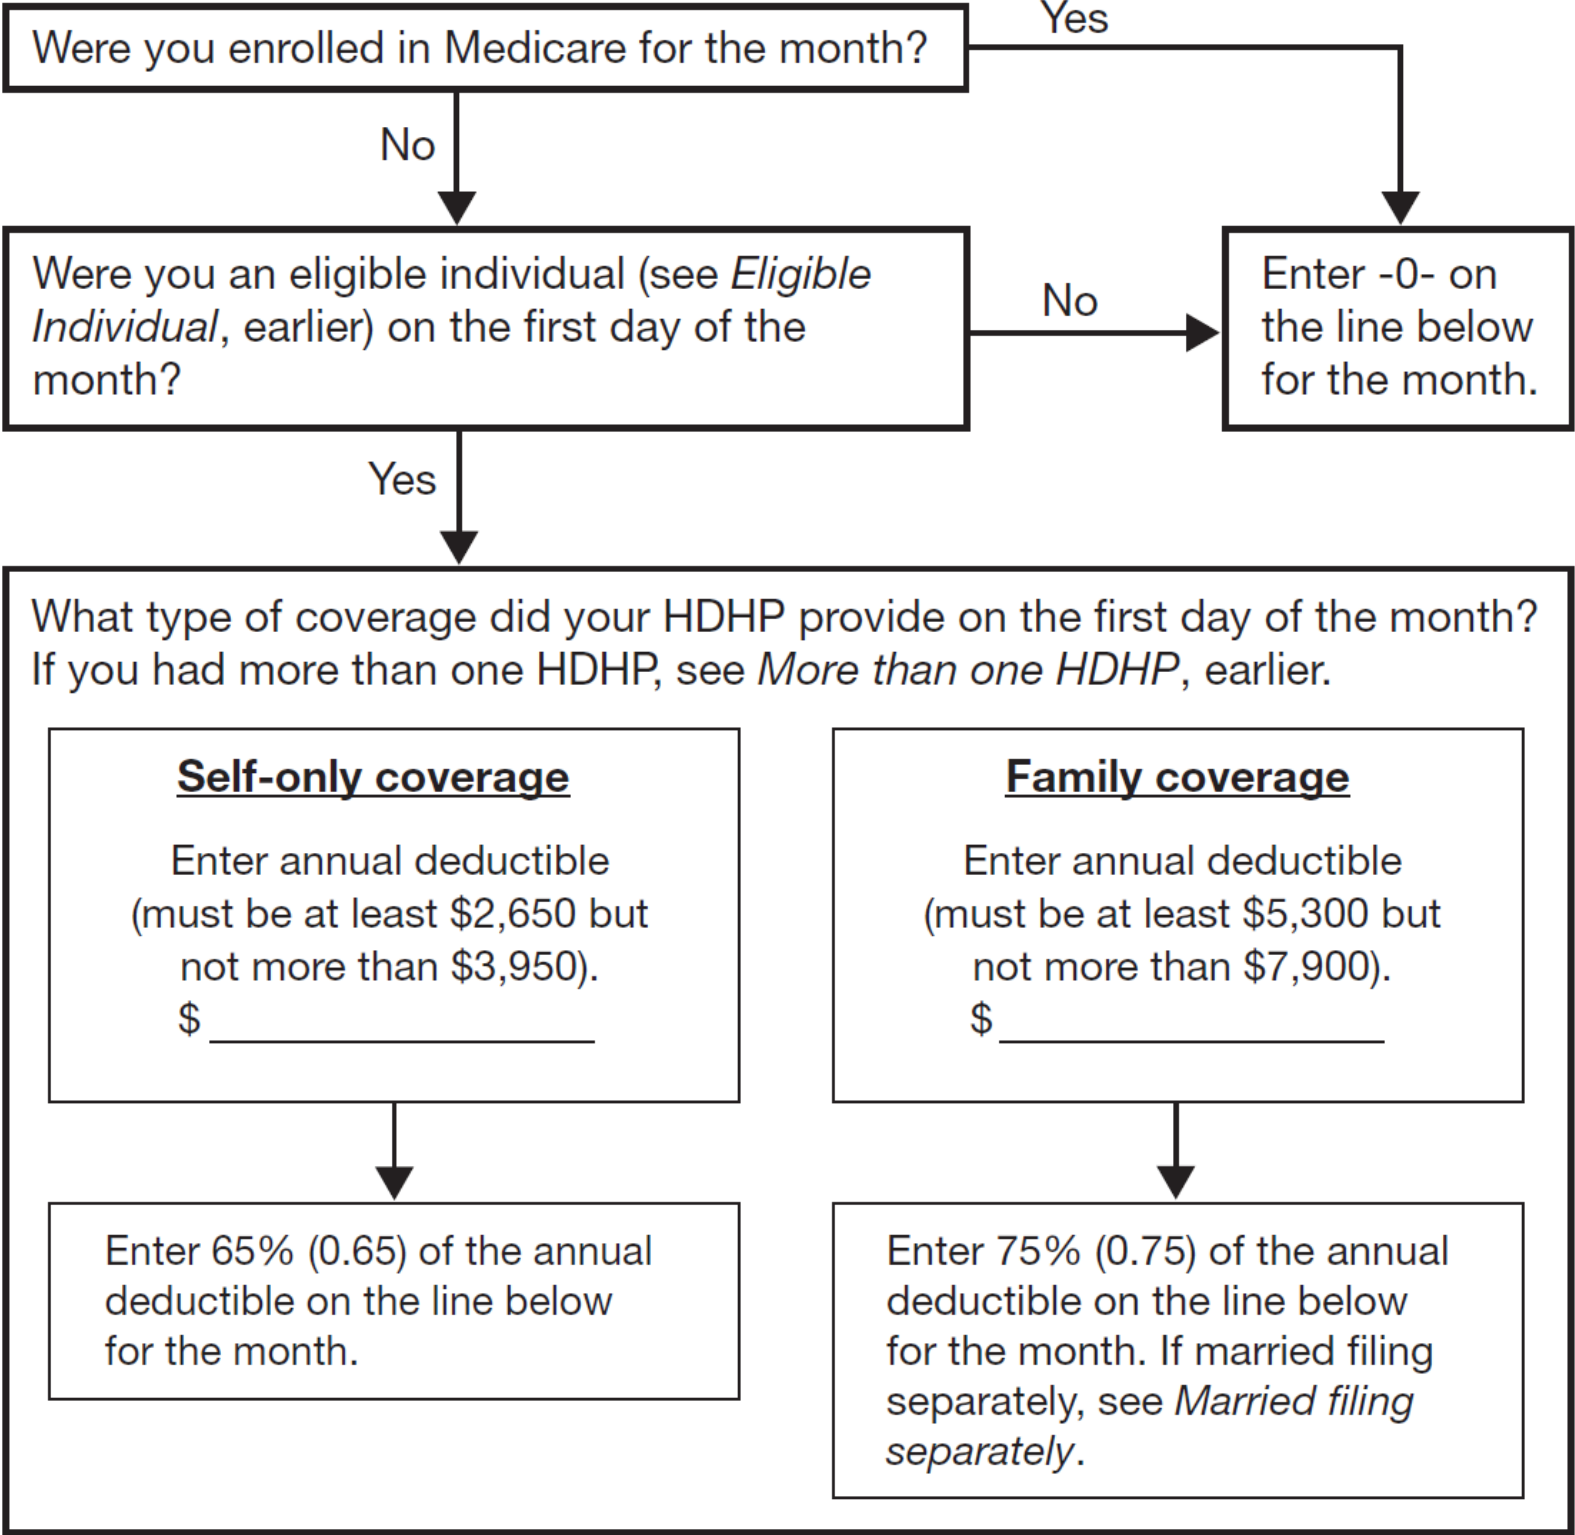 Were you enrolled in Medicare for the month?
Yes
No
Were you an eligible individual (see Eligible
Individual, earlier) on the first day of the
month?
No
Enter -0- on
the line below
for the month.
Yes
What type of coverage did your HDHP provide on the first day of the month?
If you had more than one HDHP, see More than one HDHP, earlier.
Self-only coverage
Enter annual deductible
(must be at least $2,650 but
not more than $3,950).
$
Family coverage
Enter annual deductible
(must be at least $5,300 but
not more than $7,900).
$
Enter 65% (0.65) of the annual
deductible on the line below
for the month.
Enter 75% (0.75) of the annual
deductible on the line below
for the month. If married filing
separately, see Married filing
separately.